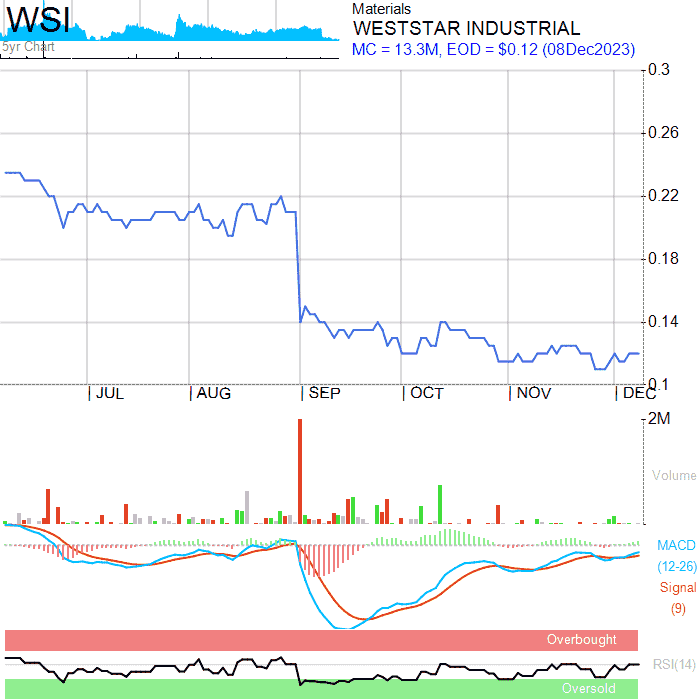 WSI
5yr Chart
Materials
WESTSTAR INDUSTRIAL
MC = 13.3M, EOD = $0.12 (08Dec2023)
0.3
0.26
0.22
0.18
0.14
0.1
JUL AUG SEP OCT NOV DEC
2M
Volume
MACD
(12-26)
Signal
(9)
Overbought
RSI(14)
Oversold